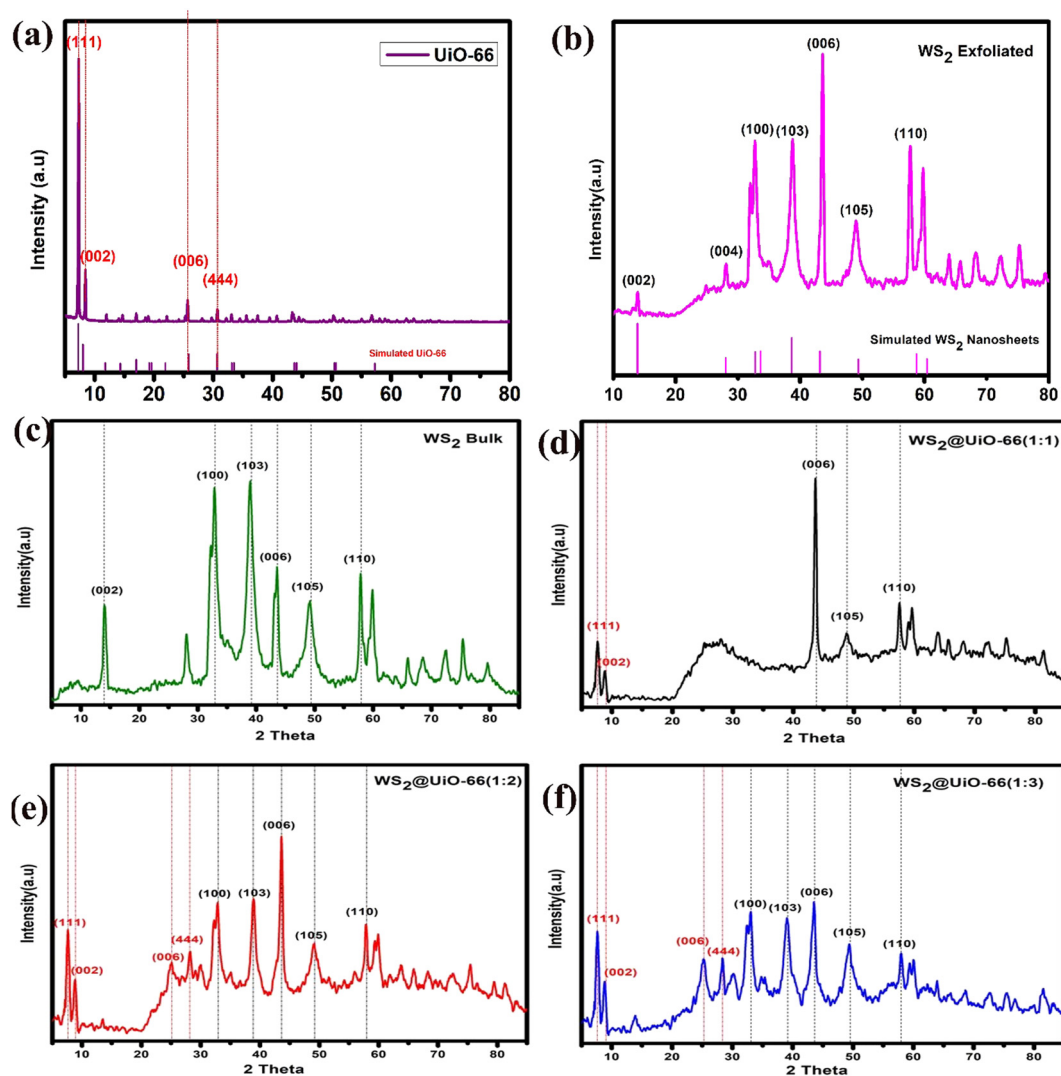 (a)
(111)
UiO-66
(002)
(006)
(444)
Simulated UiO-66
Intensity (a.u)
10 20 30 40 50 60 70 80
(b)
WS2 Exfoliated
(006)
(100)
(103)
(110)
(105)
(004)
(002)
Simulated WS2 Nanosheets
Intensity(a.u)
10 20 30 40 50 60 70 80
(c)
WS2 Bulk
(100)
(103)
(006)
(110)
(002)
(105)
Intensity(a.u)
10 20 30 40 50 60 70 80
2 Theta
(d)
WS2@UiO-66(1:1)
(006)
(105)
(110)
(111)
(002)
Intensity(a.u)
10 20 30 40 50 60 70 80
2 Theta
(e)
WS2@UiO-66(1:2)
(006)
(100)
(103)
(111)
(110)
(444)
(105)
(006)
(002)
Intensity(a.u)
10 20 30 40 50 60 70 80
2 Theta
(f)
WS2@UiO-66(1:3)
(006)
(100)
(103)
(111)
(006)
(444)
(105)
(110)
(002)
Intensity(a.u)
10 20 30 40 50 60 70 80
2 Theta